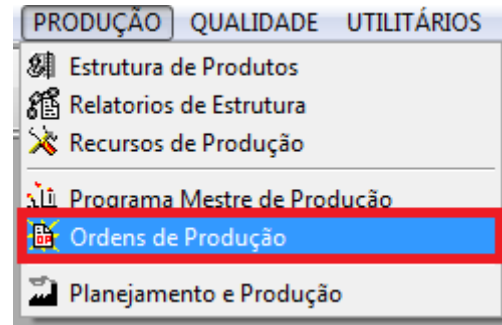 PRODUÇÃO QUALIDADE UTILITÁRIOS
Estrutura de Produtos
Relatorios de Estrutura
Recursos de Produção
Programa Mestre de Produção
Ordens de Produção
Planejamento e Produção